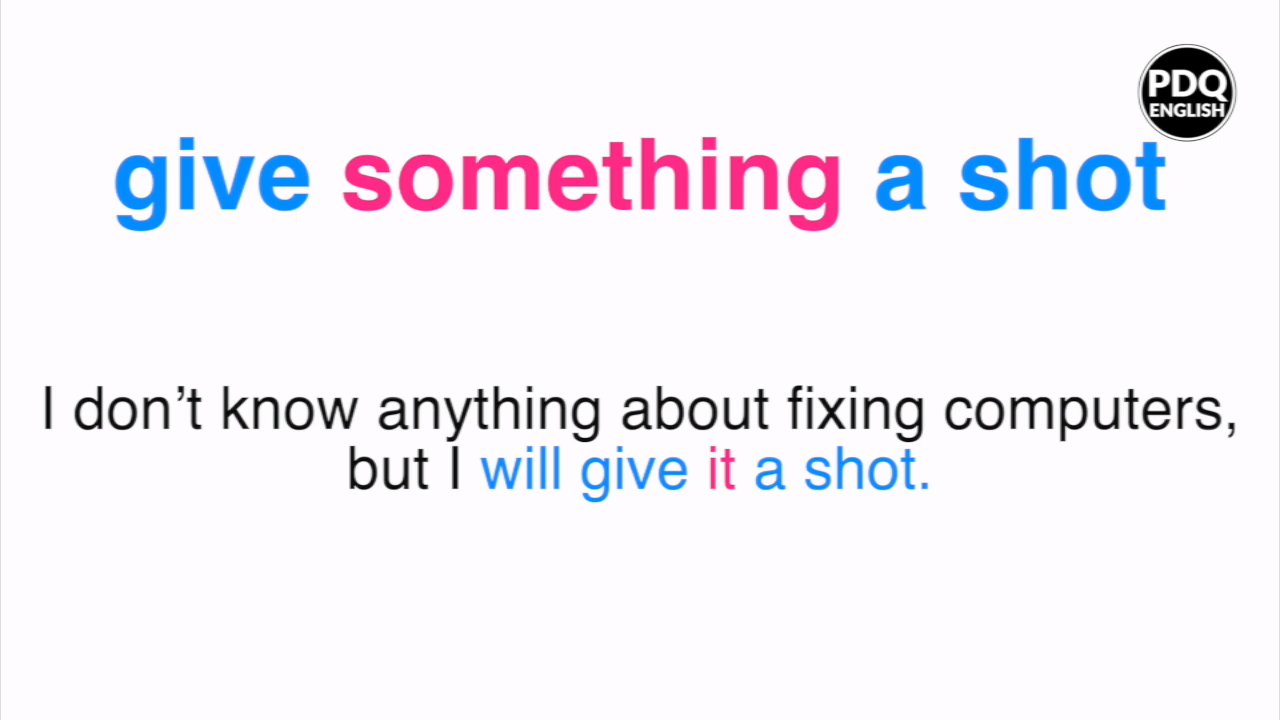 PDQ
ENGLISH
give something a shot
I don’t know anything about fixing computers,
but I will give it a shot.